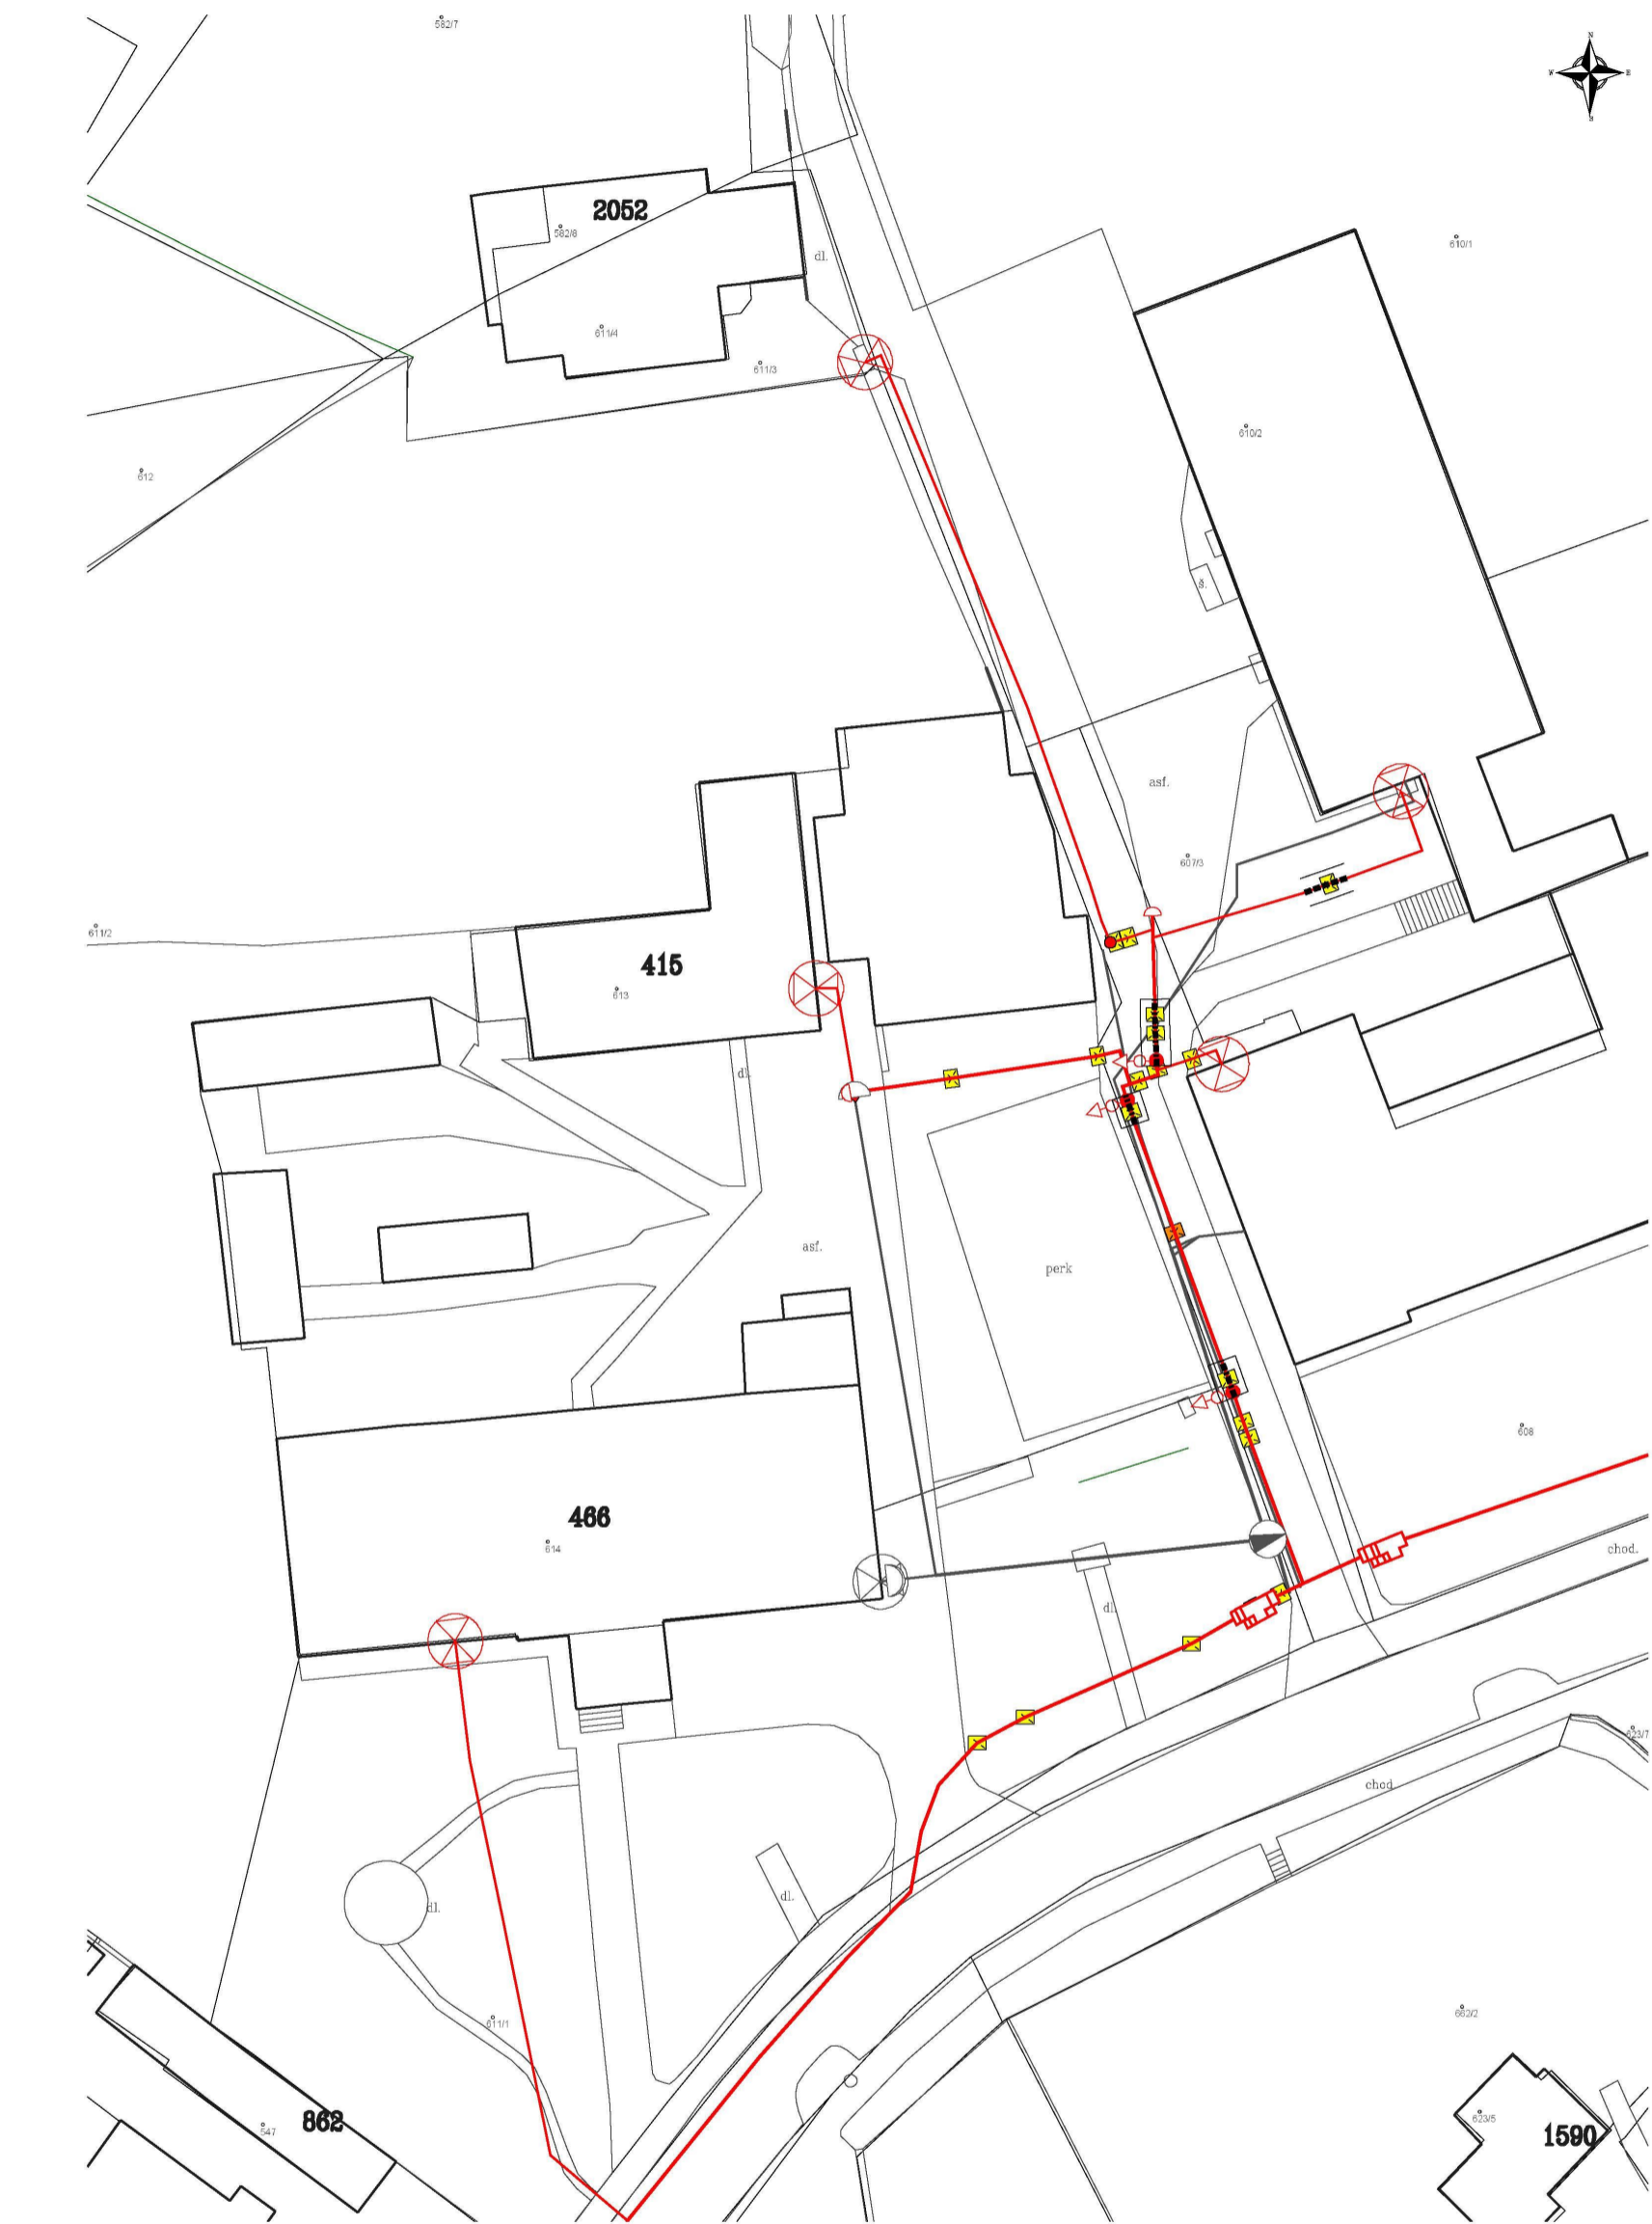 582/7
N
W
E
2052
582/8
610/1
dl.
611/4
611/3
610/2
612
š.
asf.
607/3
611/2
415
613
dl.
asf.
perk
608
466
614
chod.
dl.
623/7
chod.
dl.
dl.
611/1
662/2
623/5
862
547
1590